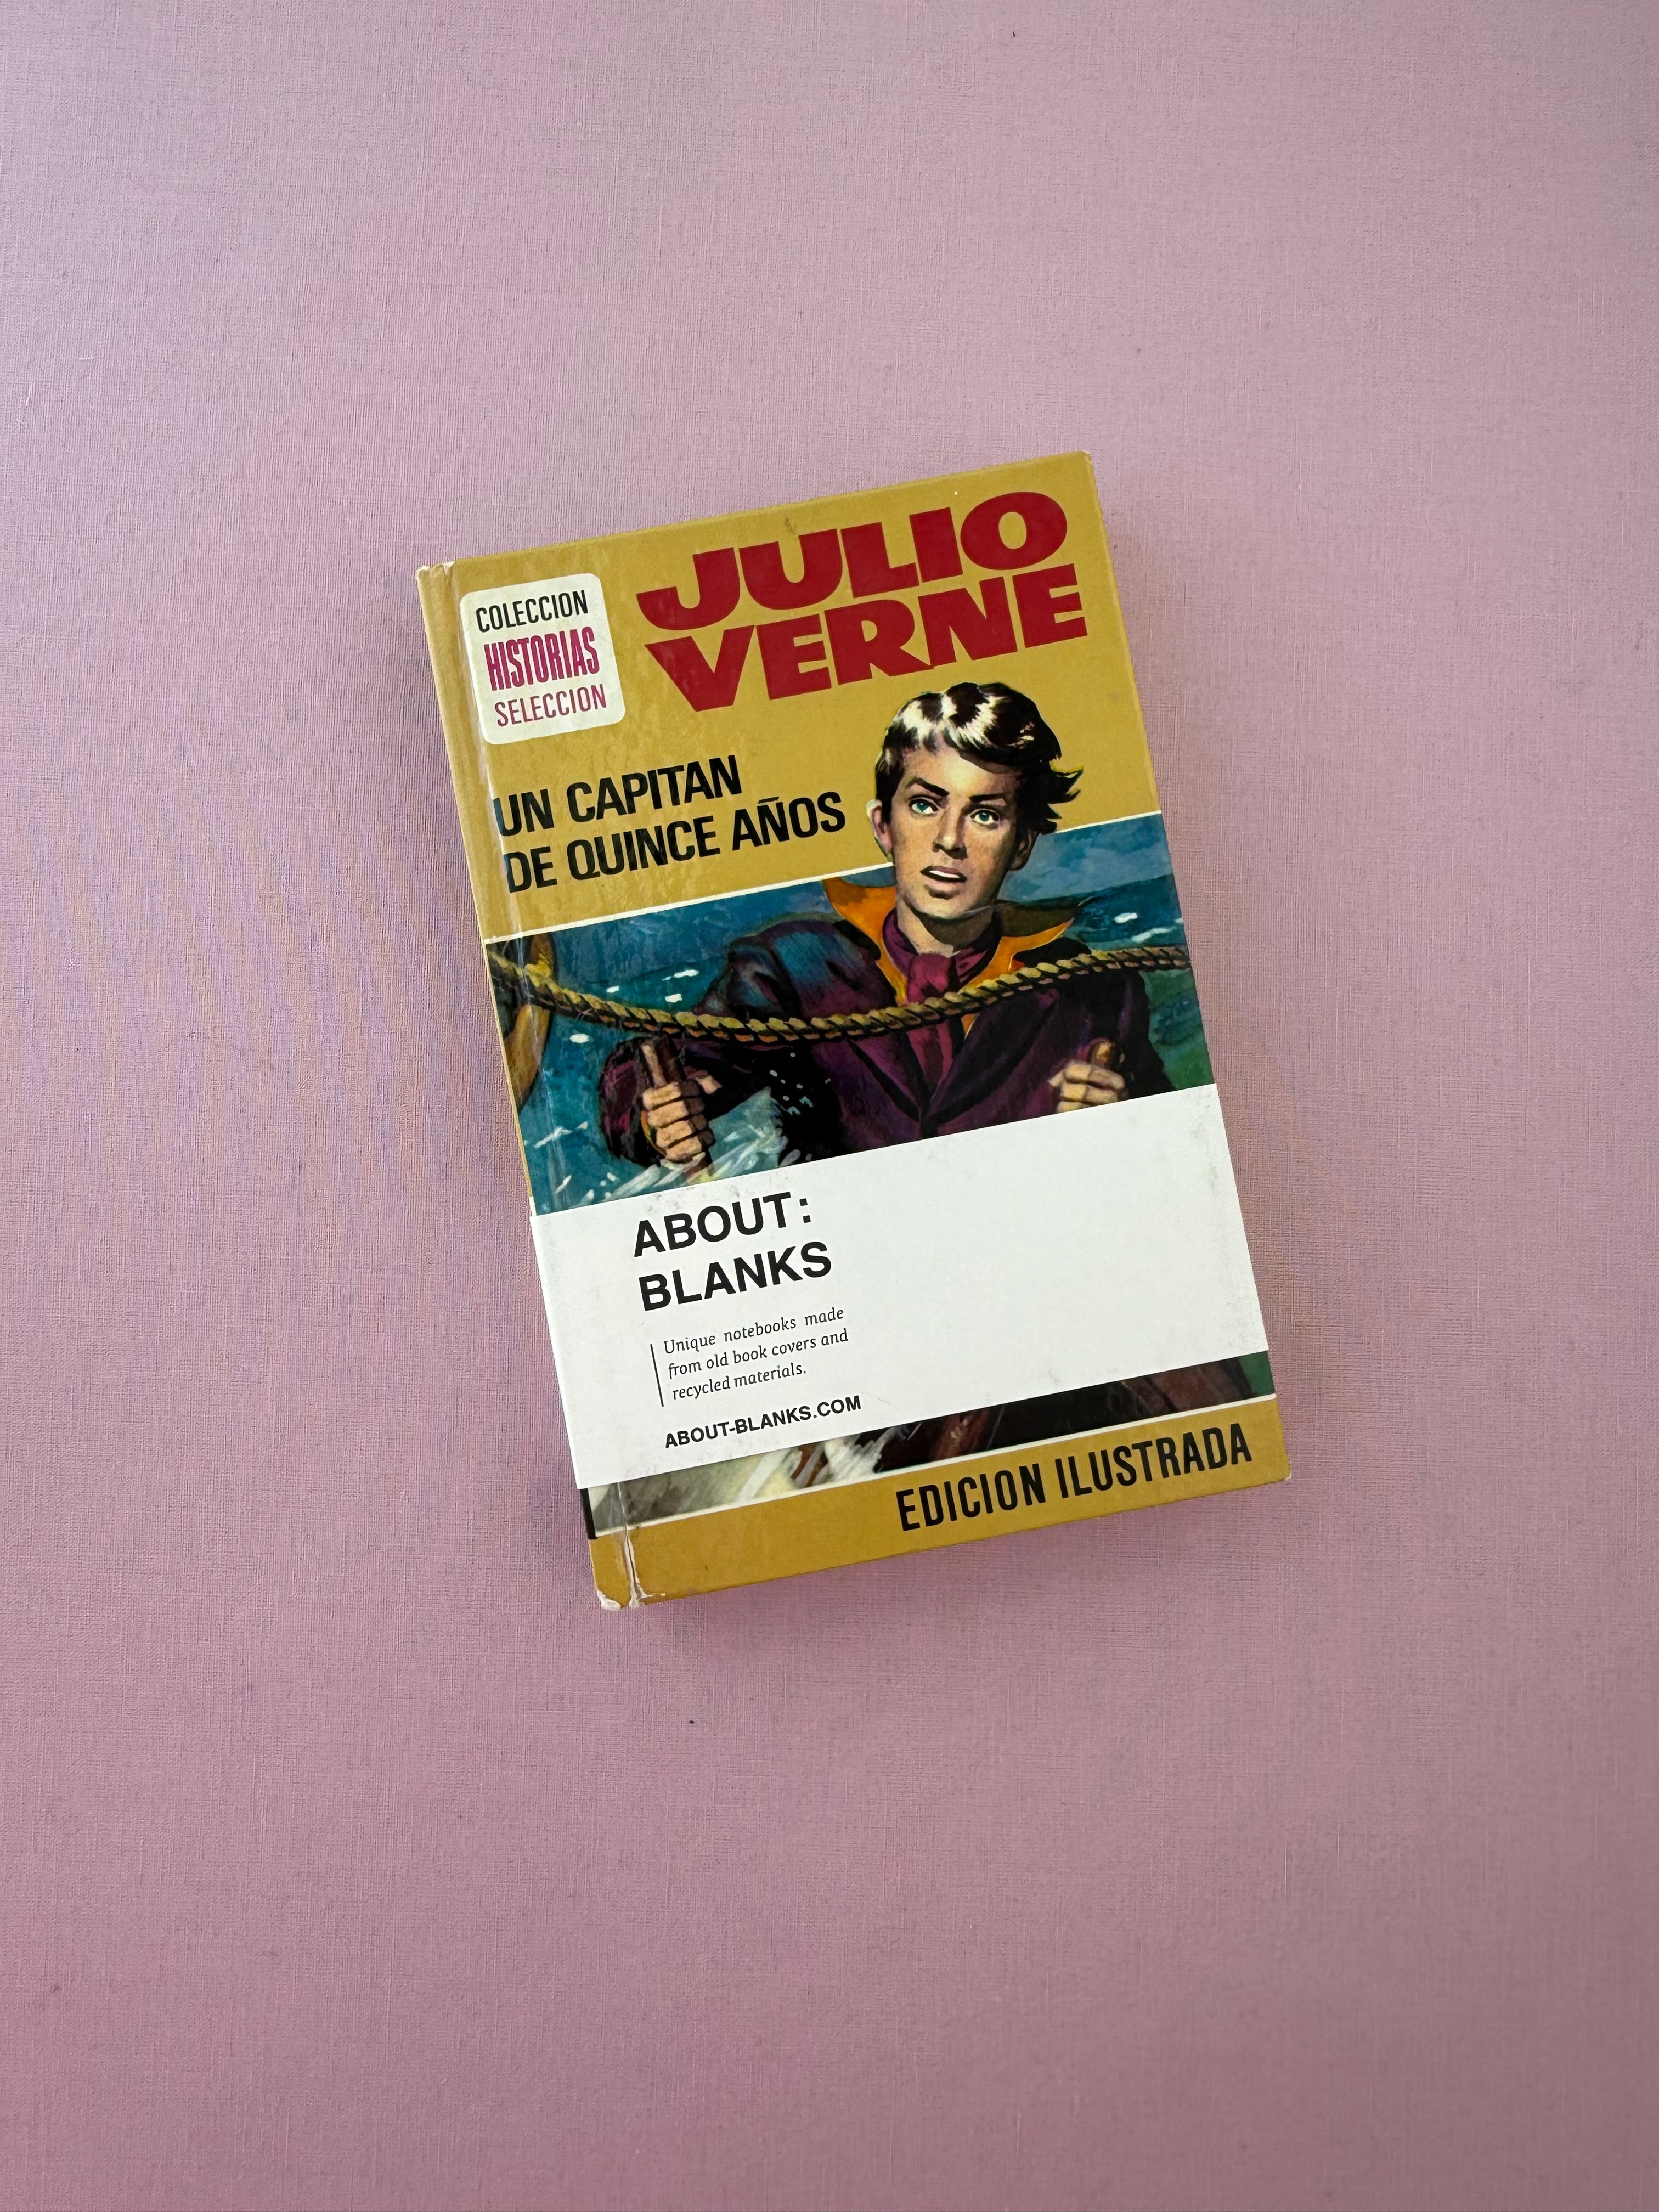 COLECCION
HISTORIAS
SELECCION
JULIO
VERNE
UN CAPITAN
DE QUINCE AÑOS
ABOUT:
BLANKS
Unique notebooks made
from old book covers and
recycled materials.
ABOUT-BLANKS.COM
EDICION ILUSTRADA